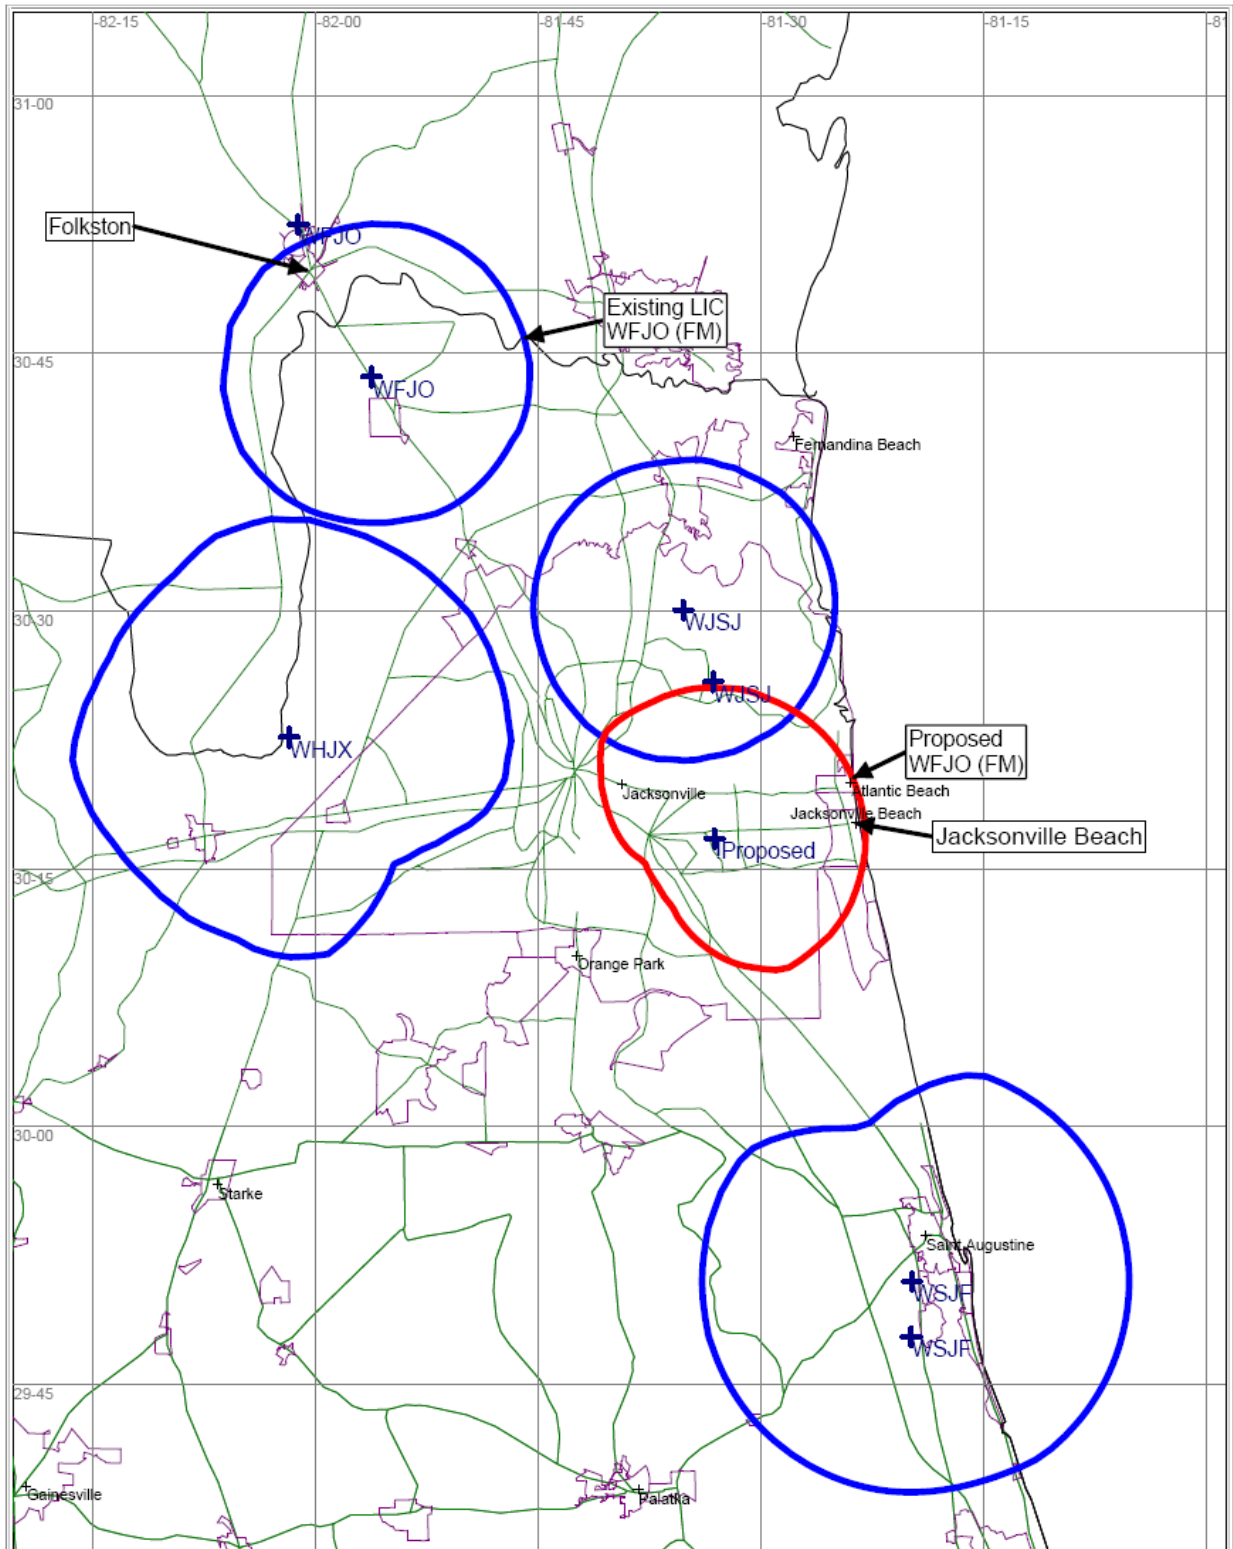 -82-15
-82-00
-81-45
-81-30
-81-15
31-00
Folkston
WFJO
Existing LIC
WFJO (FM)
30-45
WFJO
Fernandina Beach
30-30
WJSJ
WJSJ
WHJX
Proposed
WFJO (FM)
Jacksonville
Atlantic Beach
Jacksonville Beach
Jacksonville Beach
Proposed
30-15
Orange Park
30-00
Starke
Saint Augustine
WSJF
WSJF
29-45
Gainesville
Palatka